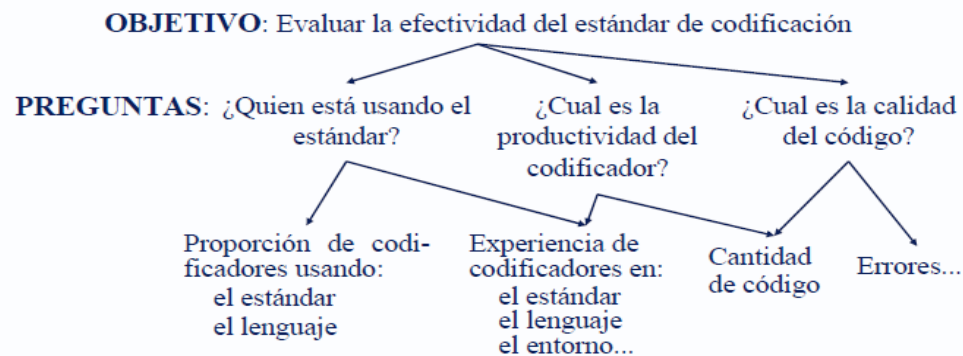 OBJETIVO: Evaluar la efectividad del estándar de codificación
PREGUNTAS: ¿Quien está usando el
estándar?
¿Cual es la
productividad del
codificador?
¿Cual es la calidad
del código?
Proporción de codi-
ficadores usando:
el estándar
el lenguaje
Experiencia de
codificadores en:
el estándar
el lenguaje
el entorno...
Cantidad
de código
Errores...